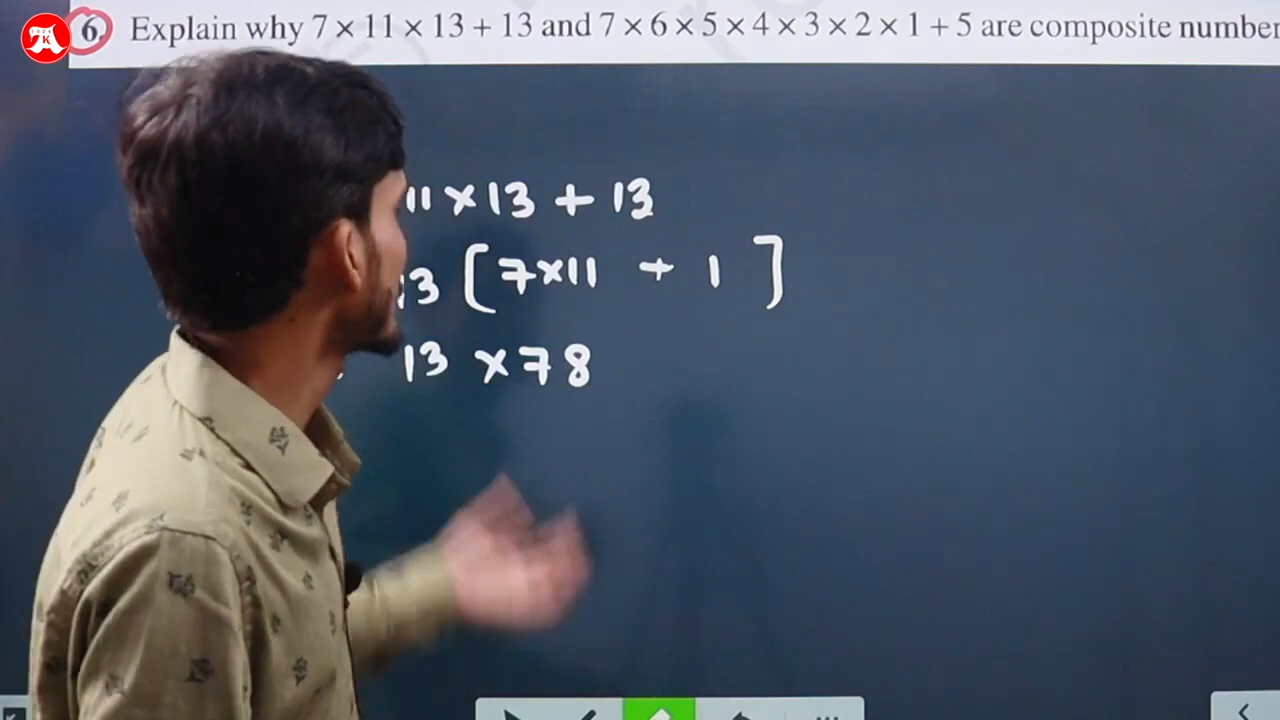 6. Explain why 7 × 11 × 13 + 13 and 7 × 6 × 5 × 4 × 3 × 2 × 1 + 5 are composite number
11 × 13 + 13
13 [ 7 × 11 + 1 ]
13 × 78